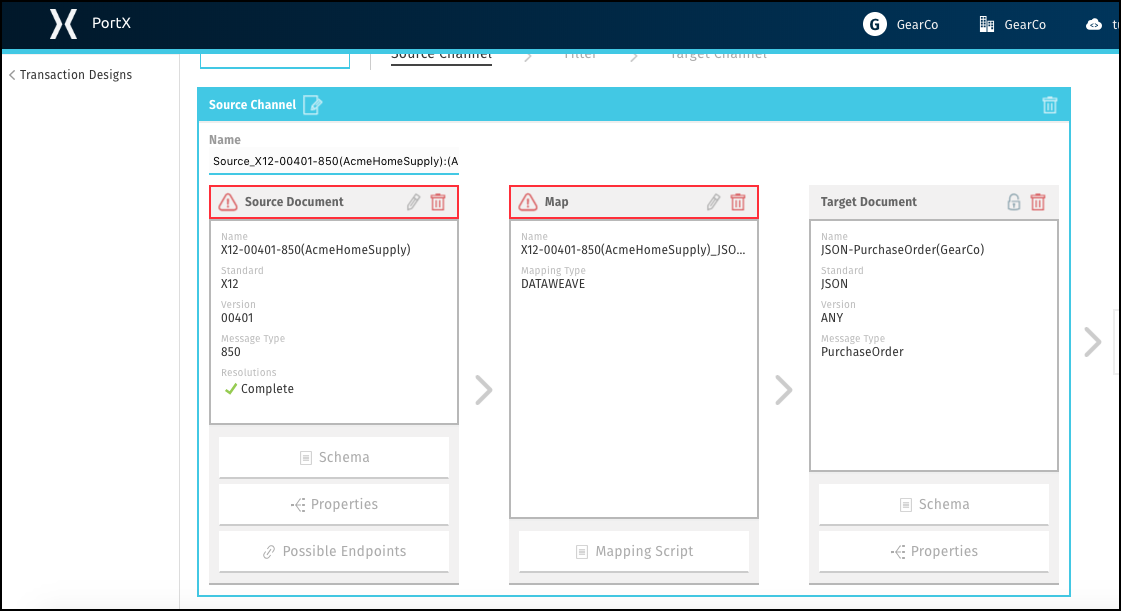 PortX
G
GearCo
GearCo
Transaction Designs
Source Channel
Filter
Target Channel
Source Channel
Name
Source_X12-00401-850(AcmeHomeSupply):(A
Source Document
Name
X12-00401-850(AcmeHomeSupply)
Standard
X12
Version
00401
Message Type
850
Resolutions
Complete
Schema
Properties
Possible Endpoints
Map
Name
X12-00401-850(AcmeHomeSupply)_JSO...
Mapping Type
DATAWEAVE
Mapping Script
Target Document
Name
JSON-PurchaseOrder(GearCo)
Standard
JSON
Version
ANY
Message Type
PurchaseOrder
Schema
Properties